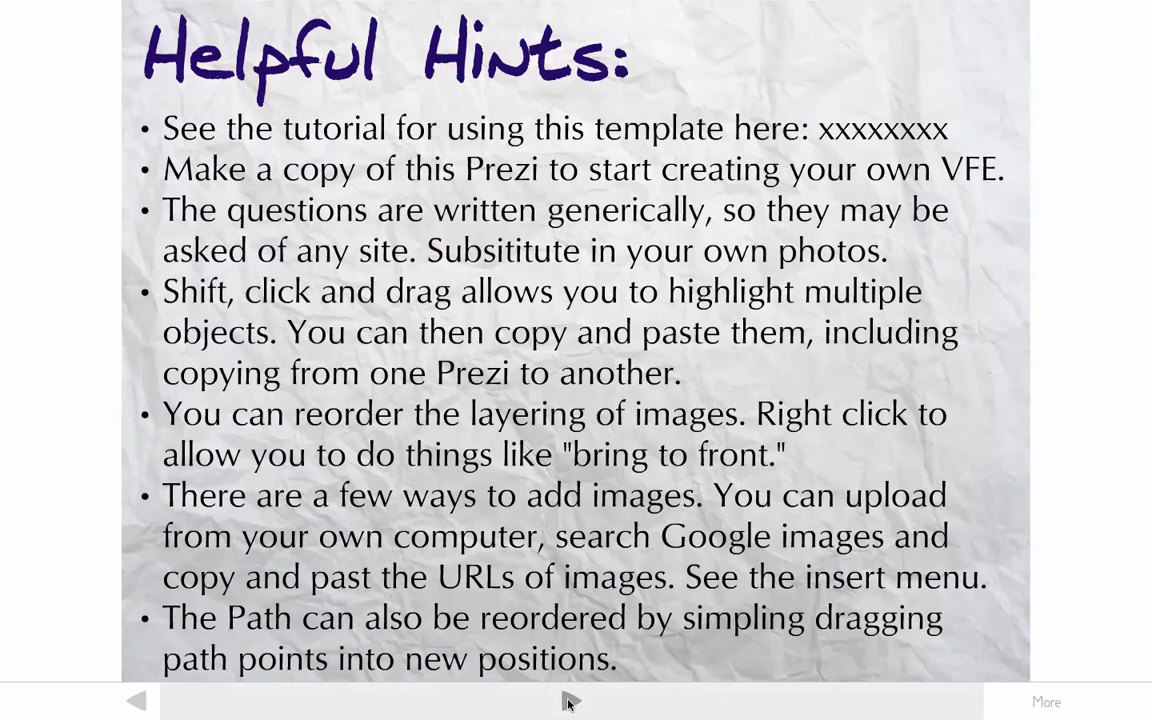 Helpful Hints:
• See the tutorial for using this template here: xxxxxxxx
• Make a copy of this Prezi to start creating your own VFE.
• The questions are written generically, so they may be
asked of any site. Subsititute in your own photos.
• Shift, click and drag allows you to highlight multiple
objects. You can then copy and paste them, including
copying from one Prezi to another.
• You can reorder the layering of images. Right click to
allow you to do things like "bring to front."
• There are a few ways to add images. You can upload
from your own computer, search Google images and
copy and past the URLs of images. See the insert menu.
• The Path can also be reordered by simpling dragging
path points into new positions.
More